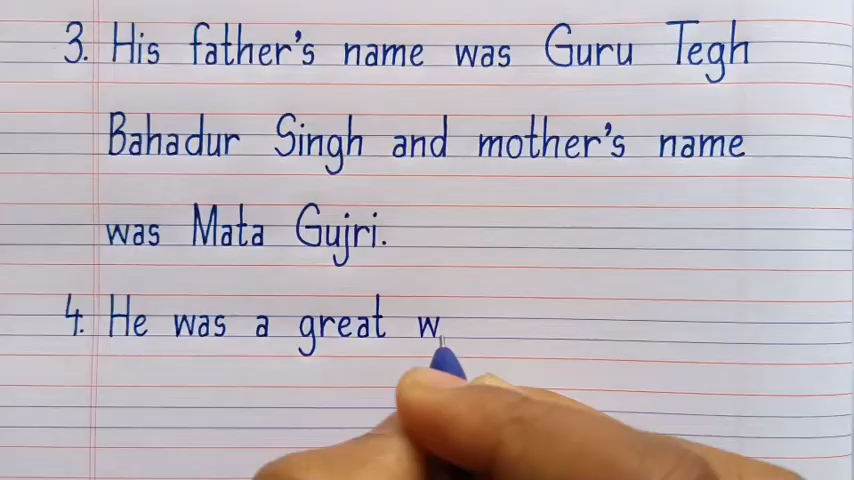 3. His father's name was Guru Tegh
Bahadur Singh and mother's name
was Mata Gujri.
4. He was a great w